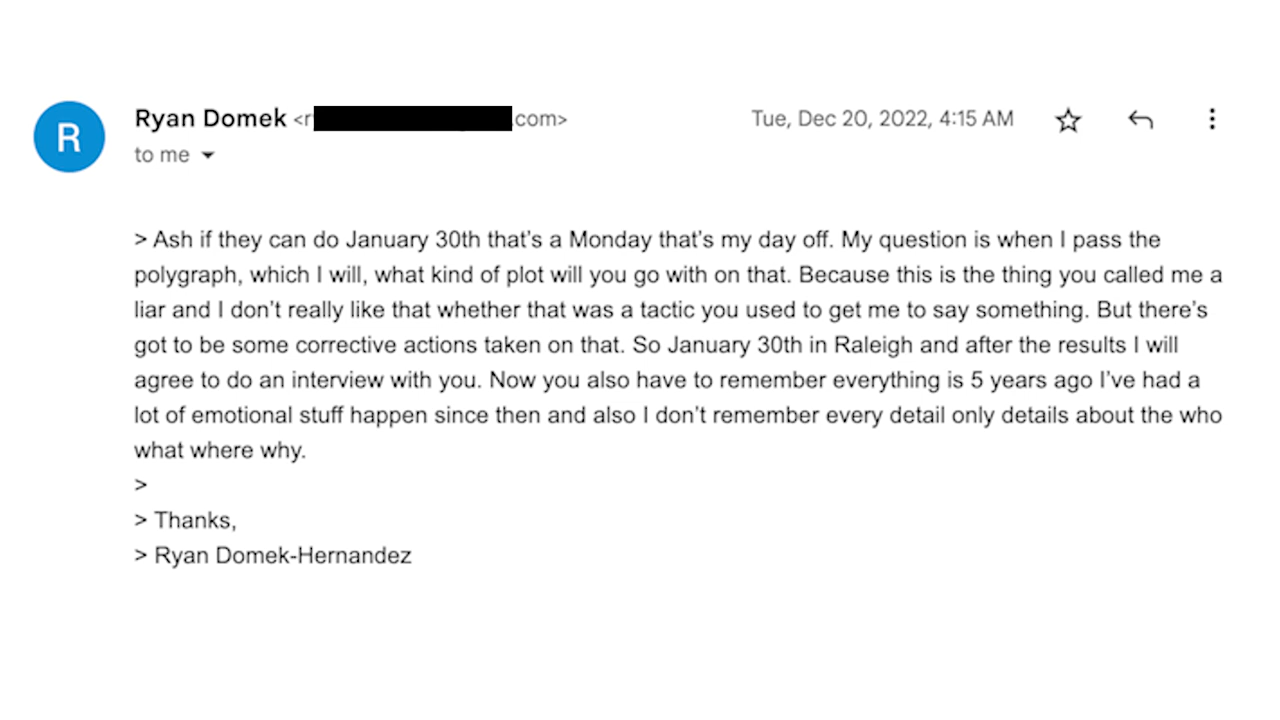 R
Ryan Domek <r com>
Tue, Dec 20, 2022, 4:15 AM
to me
> Ash if they can do January 30th that's a Monday that's my day off. My question is when I pass the
polygraph, which I will, what kind of plot will you go with on that. Because this is the thing you called me a
liar and I don't really like that whether that was a tactic you used to get me to say something. But there's
got to be some corrective actions taken on that. So January 30th in Raleigh and after the results I will
agree to do an interview with you. Now you also have to remember everything is 5 years ago I've had a
lot of emotional stuff happen since then and also I don't remember every detail only details about the who
what where why.
>
> Thanks,
> Ryan Domek-Hernandez